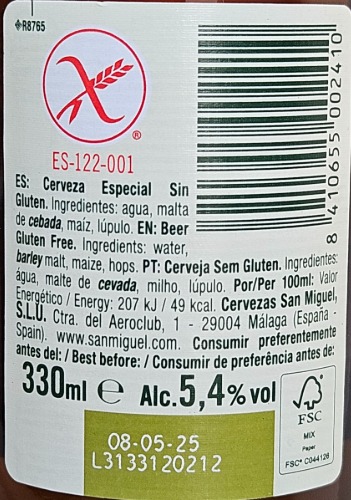 R8765
®
ES-122-001
8 410655 002410
ES: Cerveza Especial Sin
Gluten. Ingredientes: agua, malta
de cebada, maíz, lúpulo. EN: Beer
Gluten Free. Ingredients: water,
barley malt, maize, hops. PT: Cerveja Sem Gluten. Ingredientes:
água, malte de cevada, milho, lúpulo. Por/Per 100ml: Valor
Energético / Energy: 207 kJ / 49 kcal. Cervezas San Miguel,
S.L.U. Ctra. del Aeroclub, 1 - 29004 Málaga (España -
Spain). www.sanmiguel.com. Consumir preferentemente
antes del: / Best before: / Consumir de preferência antes de:
330ml e Alc.5,4% vol
FSC
MIX
Paper
FSC® C044126
08-05-25
L3133120212